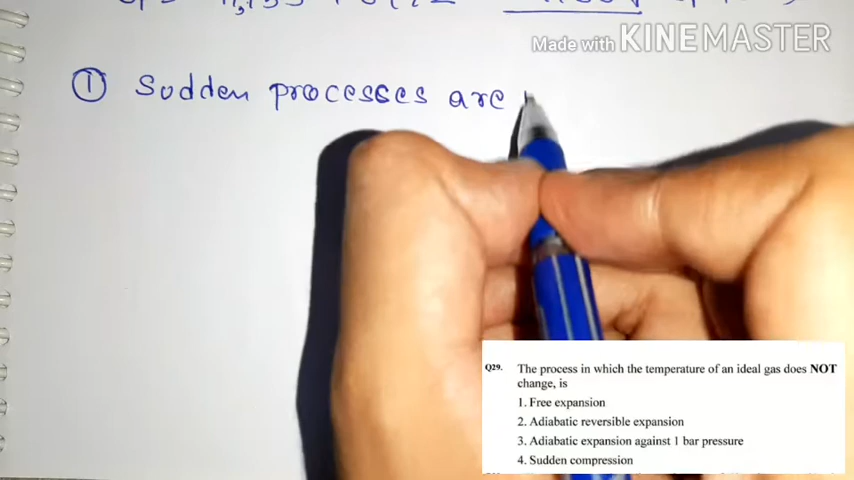 Made with KINEMASTER
① Sudden processes are
Q29. The process in which the temperature of an ideal gas does NOT
change, is
1. Free expansion
2. Adiabatic reversible expansion
3. Adiabatic expansion against 1 bar pressure
4. Sudden compression